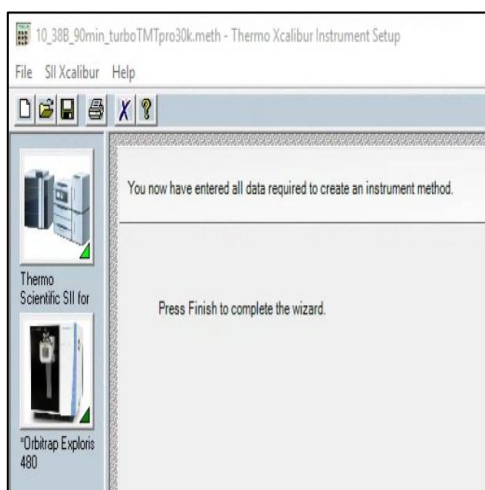 10_38B_90min_turboTMTpro30k.meth - Thermo Xcalibur Instrument Setup
File SII Xcalibur Help
You now have entered all data required to create an instrument method.
Thermo
Scientific SII for
Press Finish to complete the wizard.
*Orbitrap Exploris
480